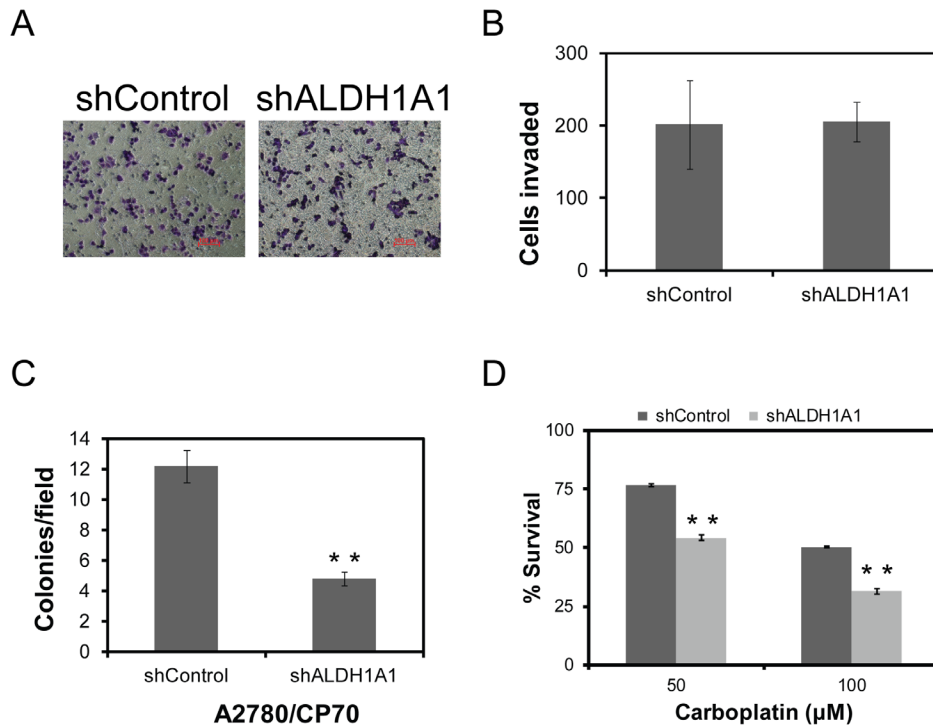 A
shControl shALDH1A1
B
300
200
100
0
Cells invaded
shControl shALDH1A1
C
14
12
10
8
6
4
2
0
Colonies/field
* *
shControl shALDH1A1
A2780/CP70
D
shControl shALDH1A1
100
75
50
25
0
% Survival
* *
* *
50 100
Carboplatin (µM)